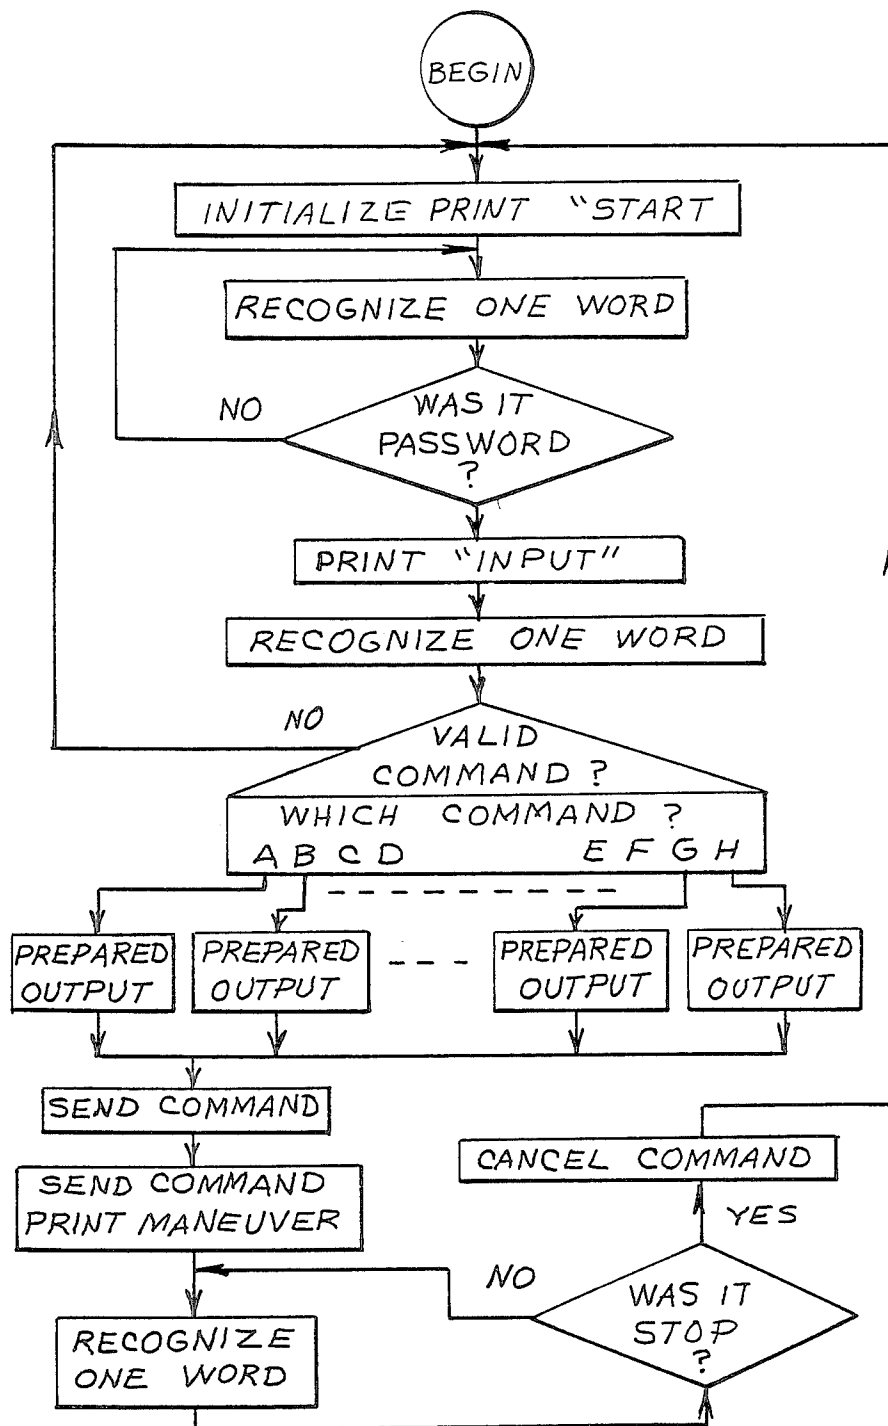 BEGIN
INITIALIZE PRINT "START
RECOGNIZE ONE WORD
NO
WAS IT
PASSWORD
?
PRINT "INPUT"
RECOGNIZE ONE WORD
NO
VALID
COMMAND ?
WHICH COMMAND ?
A B C D E F G H
PREPARED
OUTPUT
PREPARED
OUTPUT
PREPARED
OUTPUT
PREPARED
OUTPUT
SEND COMMAND
SEND COMMAND
PRINT MANEUVER
RECOGNIZE
ONE WORD
CANCEL COMMAND
YES
NO
WAS IT
STOP
?